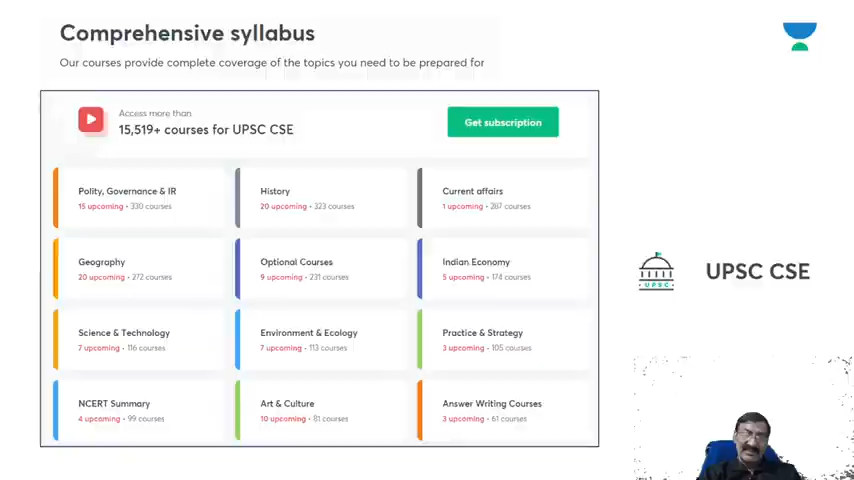 Comprehensive syllabus
Our courses provide complete coverage of the topics you need to be prepared for
Access more than
15,519+ courses for UPSC CSE
Get subscription
Polity, Governance & IR
15 upcoming • 330 courses
History
20 upcoming • 323 courses
Current affairs
1 upcoming • 287 courses
Geography
20 upcoming • 272 courses
Optional Courses
9 upcoming • 231 courses
Indian Economy
5 upcoming • 174 courses
Science & Technology
7 upcoming • 116 courses
Environment & Ecology
7 upcoming • 113 courses
Practice & Strategy
3 upcoming • 105 courses
NCERT Summary
4 upcoming • 99 courses
Art & Culture
10 upcoming • 81 courses
Answer Writing Courses
3 upcoming • 61 courses
UPSC
UPSC CSE